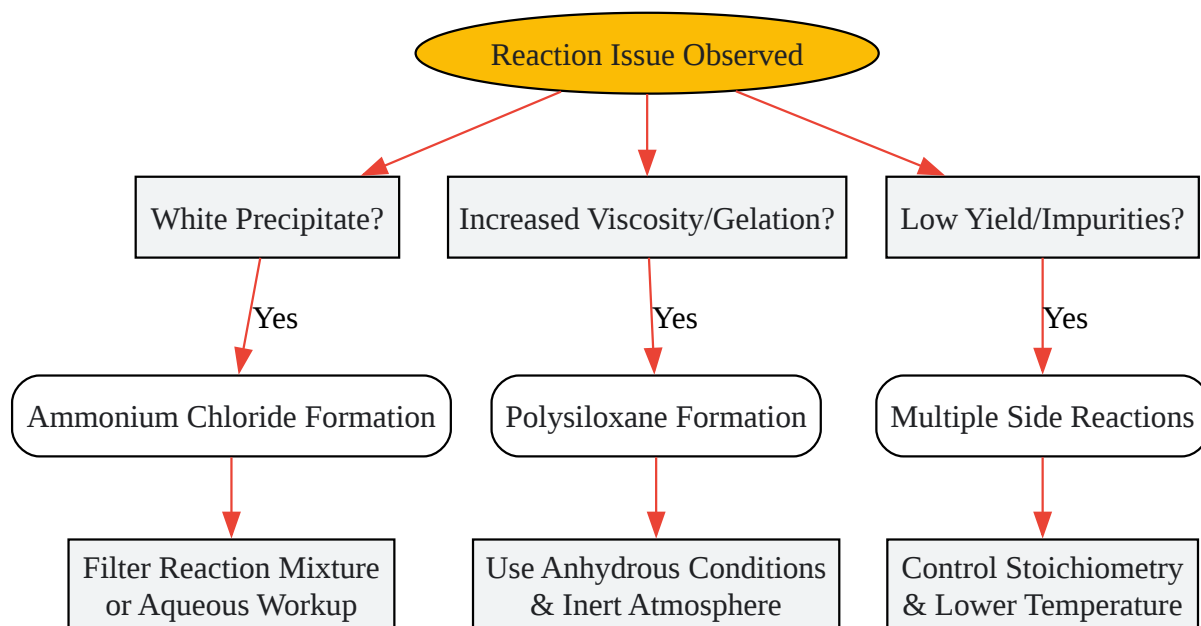 Reaction Issue Observed
White Precipitate?
Increased Viscosity/Gelation?
Low Yield/Impurities?
Yes
Yes
Yes
Ammonium Chloride Formation
Polysiloxane Formation
Multiple Side Reactions
Filter Reaction Mixture
or Aqueous Workup
Use Anhydrous Conditions
& Inert Atmosphere
Control Stoichiometry
& Lower Temperature